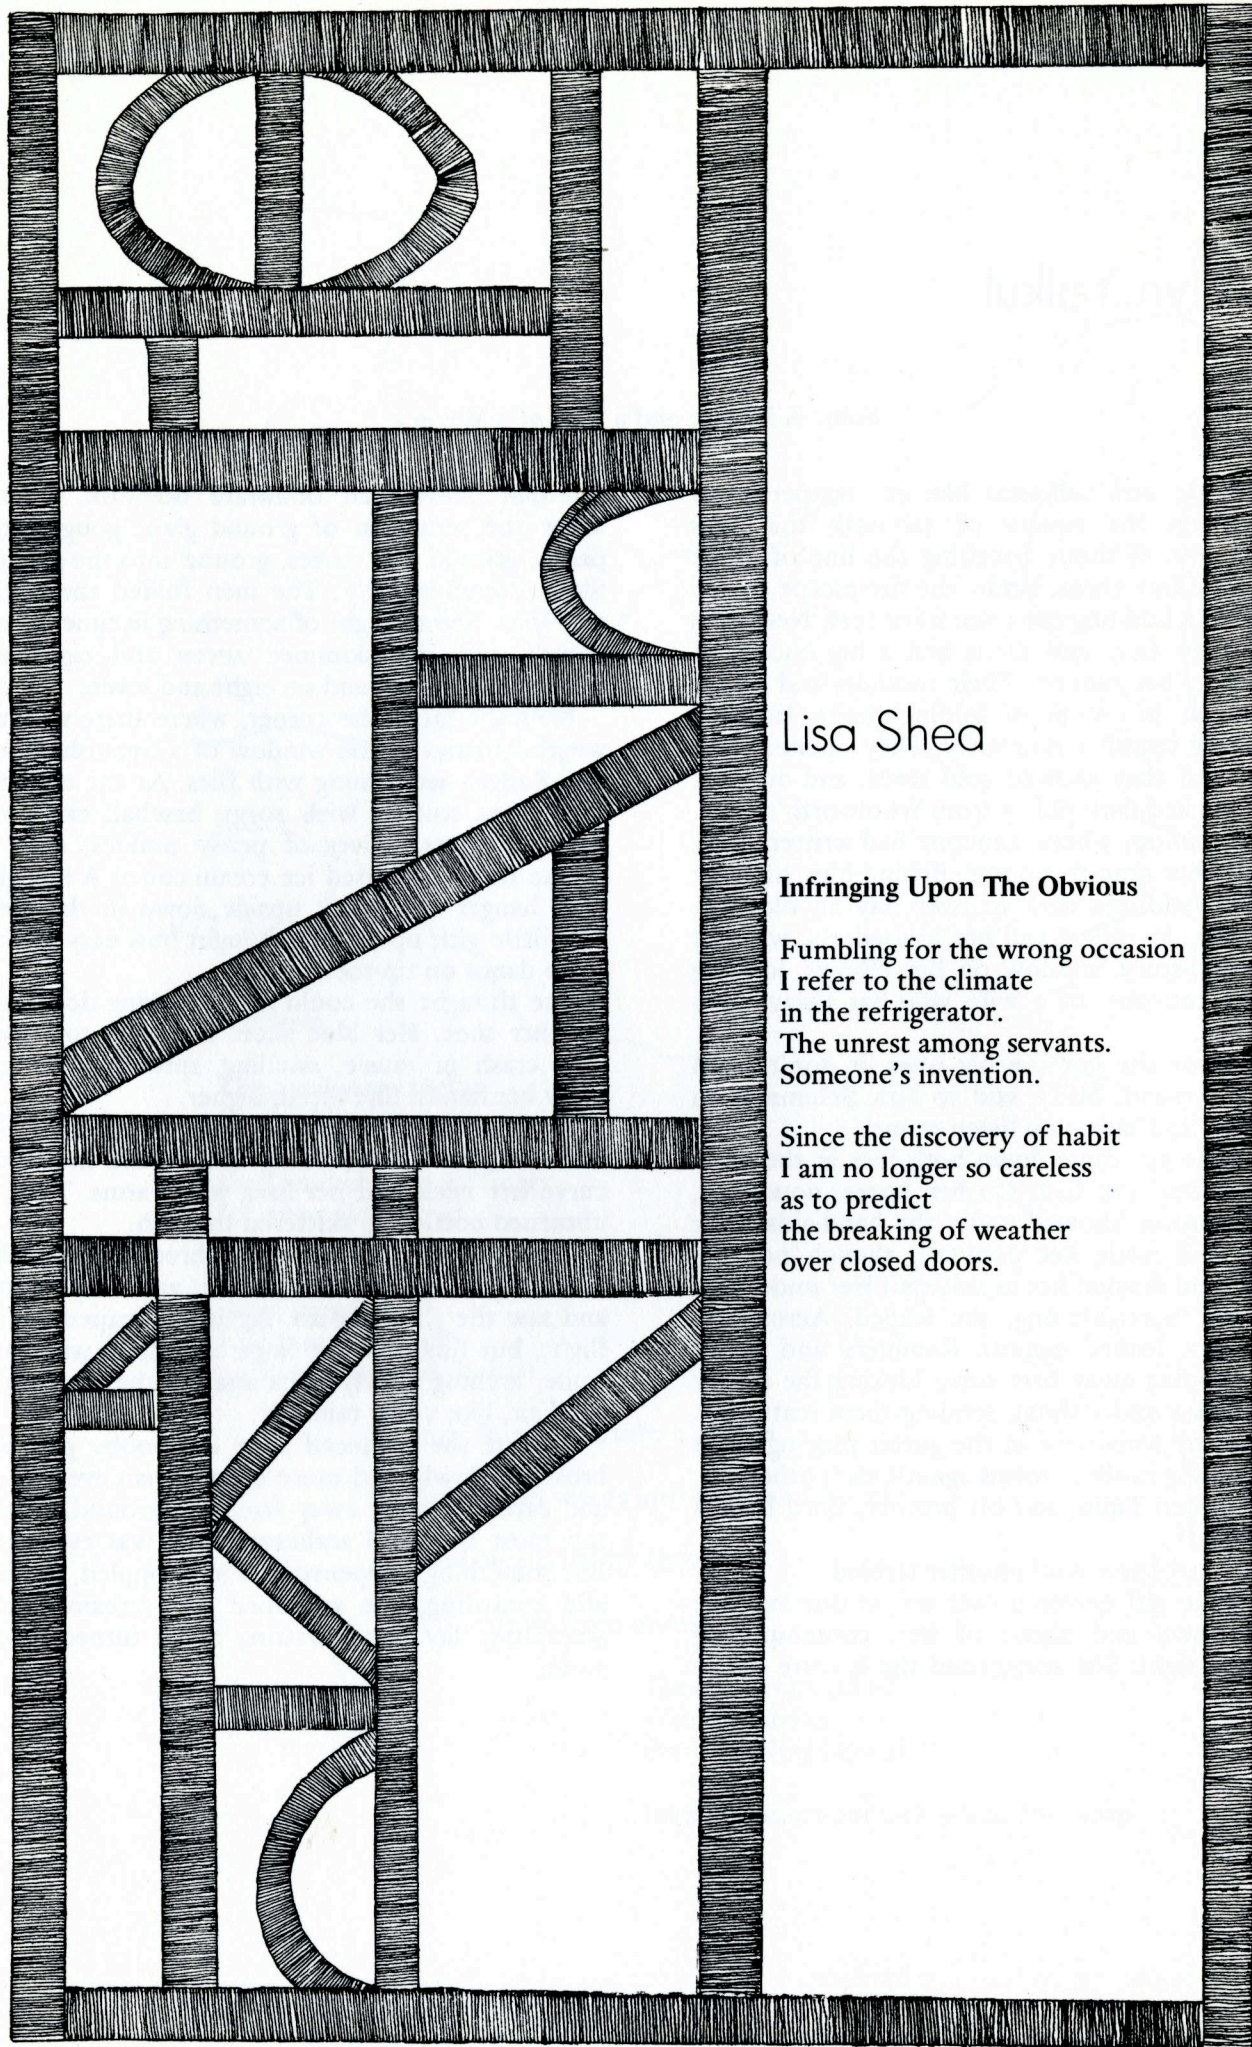 Lisa Shea
Infringing Upon The Obvious
Fumbling for the wrong occasion
I refer to the climate
in the refrigerator.
The unrest among servants.
Someone's invention.
Since the discovery of habit
I am no longer so careless
as to predict
the breaking of weather
over closed doors.